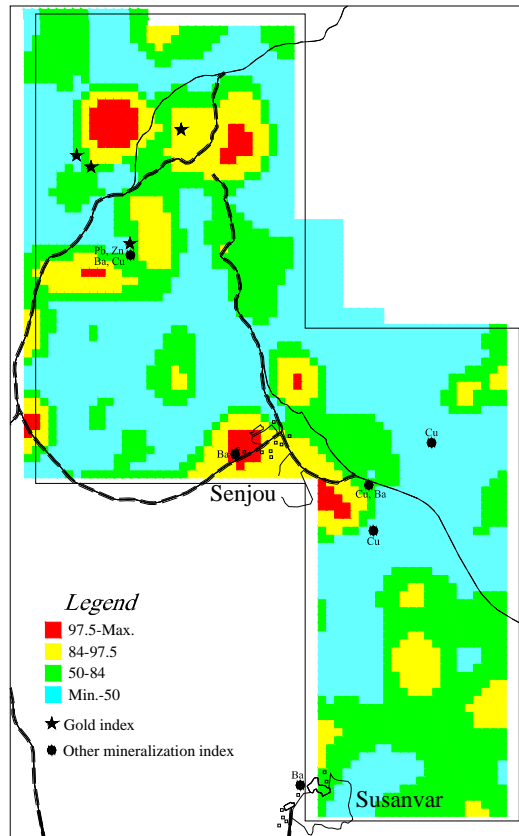 Pb, Zn
Ba, Cu
Cu
Ba
Cu, Ba
Senjou
Cu
Legend
97.5-Max.
84-97.5
50-84
Min.-50
Gold index
Other mineralization index
Ba
Susanvar